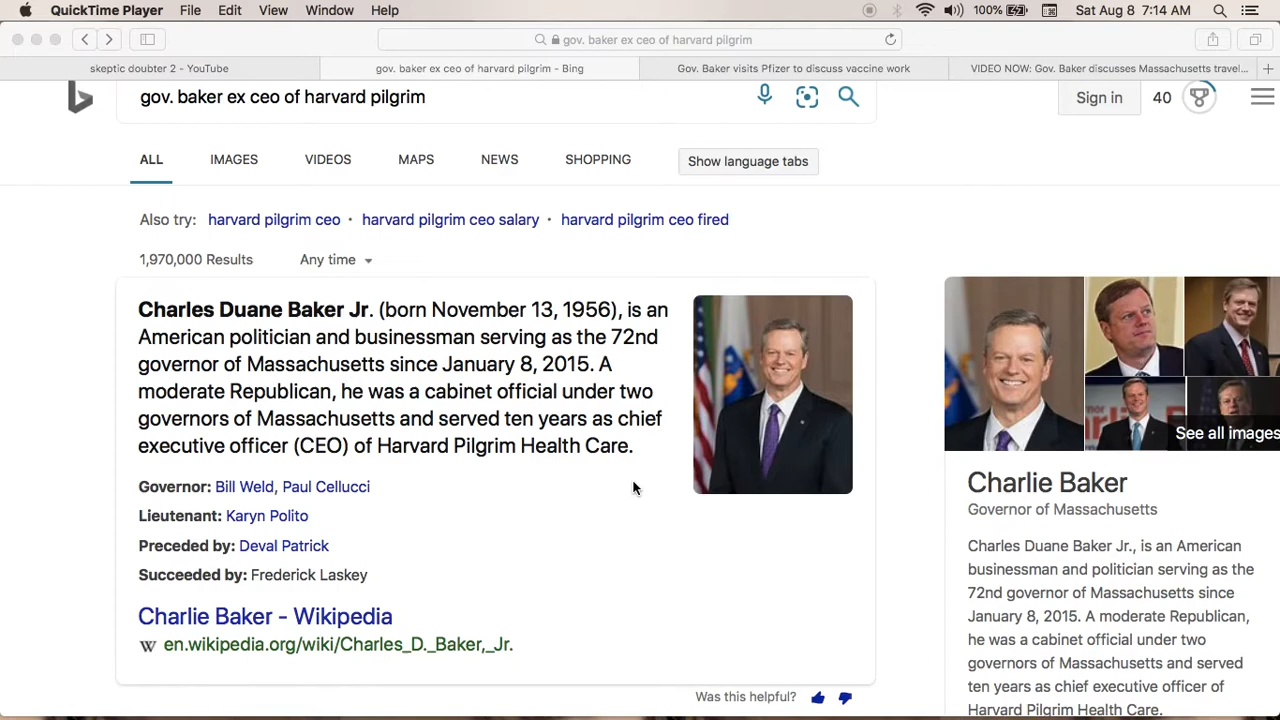 QuickTime Player File Edit View Window Help 100% Sat Aug 8 7:14 AM
gov. baker ex ceo of harvard pilgrim
skeptic doubter 2 - YouTube
gov. baker ex ceo of harvard pilgrim - Bing
Gov. Baker visits Pfizer to discuss vaccine work
VIDEO NOW: Gov. Baker discusses Massachusetts travel...
gov. baker ex ceo of harvard pilgrim
Sign in
40
ALL IMAGES VIDEOS MAPS NEWS SHOPPING
Show language tabs
Also try: harvard pilgrim ceo · harvard pilgrim ceo salary · harvard pilgrim ceo fired
1,970,000 Results Any time
Charles Duane Baker Jr. (born November 13, 1956), is an
American politician and businessman serving as the 72nd
governor of Massachusetts since January 8, 2015. A
moderate Republican, he was a cabinet official under two
governors of Massachusetts and served ten years as chief
executive officer (CEO) of Harvard Pilgrim Health Care.
Governor: Bill Weld, Paul Cellucci
Lieutenant: Karyn Polito
Preceded by: Deval Patrick
Succeeded by: Frederick Laskey
Charlie Baker - Wikipedia
W en.wikipedia.org/wiki/Charles_D._Baker,_Jr.
Was this helpful?
See all images
Charlie Baker
Governor of Massachusetts
Charles Duane Baker Jr., is an American
businessman and politician serving as the
72nd governor of Massachusetts since
January 8, 2015. A moderate Republican,
he was a cabinet official under two
governors of Massachusetts and served
ten years as chief executive officer of
Harvard Pilgrim Health Care.